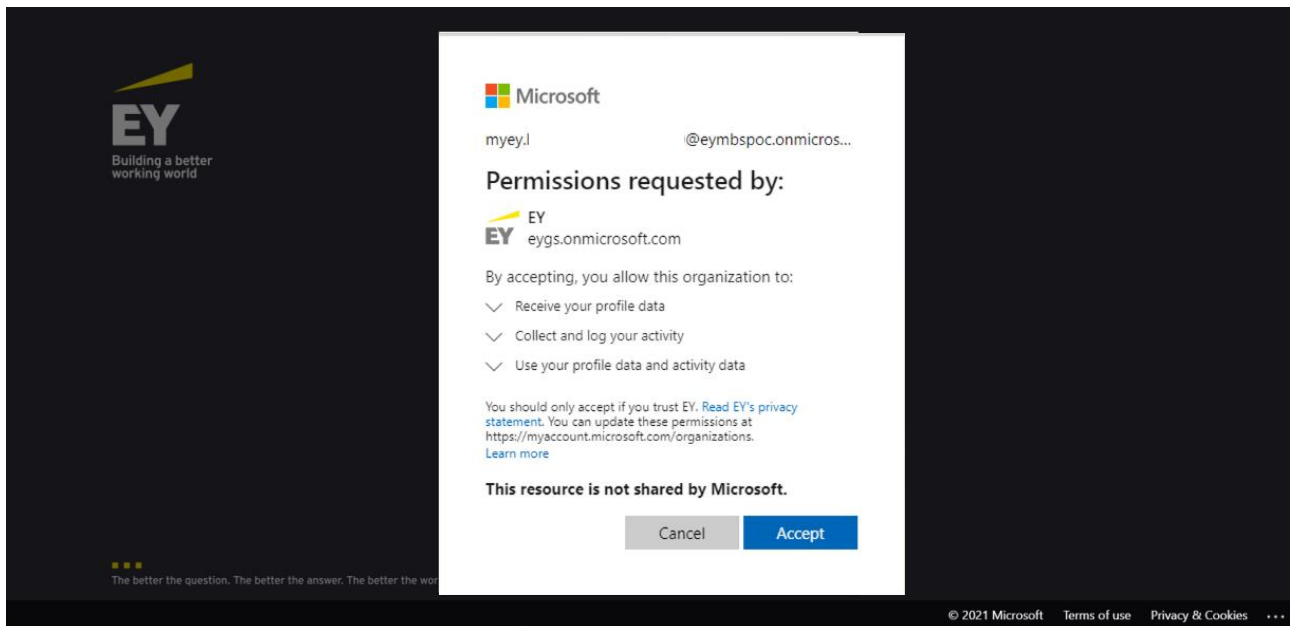 EY
Building a better
working world
Microsoft
myey.l @eymbspoc.onmicros...
Permissions requested by:
EY
EY
eygs.onmicrosoft.com
By accepting, you allow this organization to:
Receive your profile data
Collect and log your activity
Use your profile data and activity data
You should only accept if you trust EY. Read EY's privacy
statement. You can update these permissions at
https://myaccount.microsoft.com/organizations.
Learn more
This resource is not shared by Microsoft.
Cancel Accept
The better the question. The better the answer. The better the wor
© 2021 Microsoft Terms of use Privacy & Cookies ...